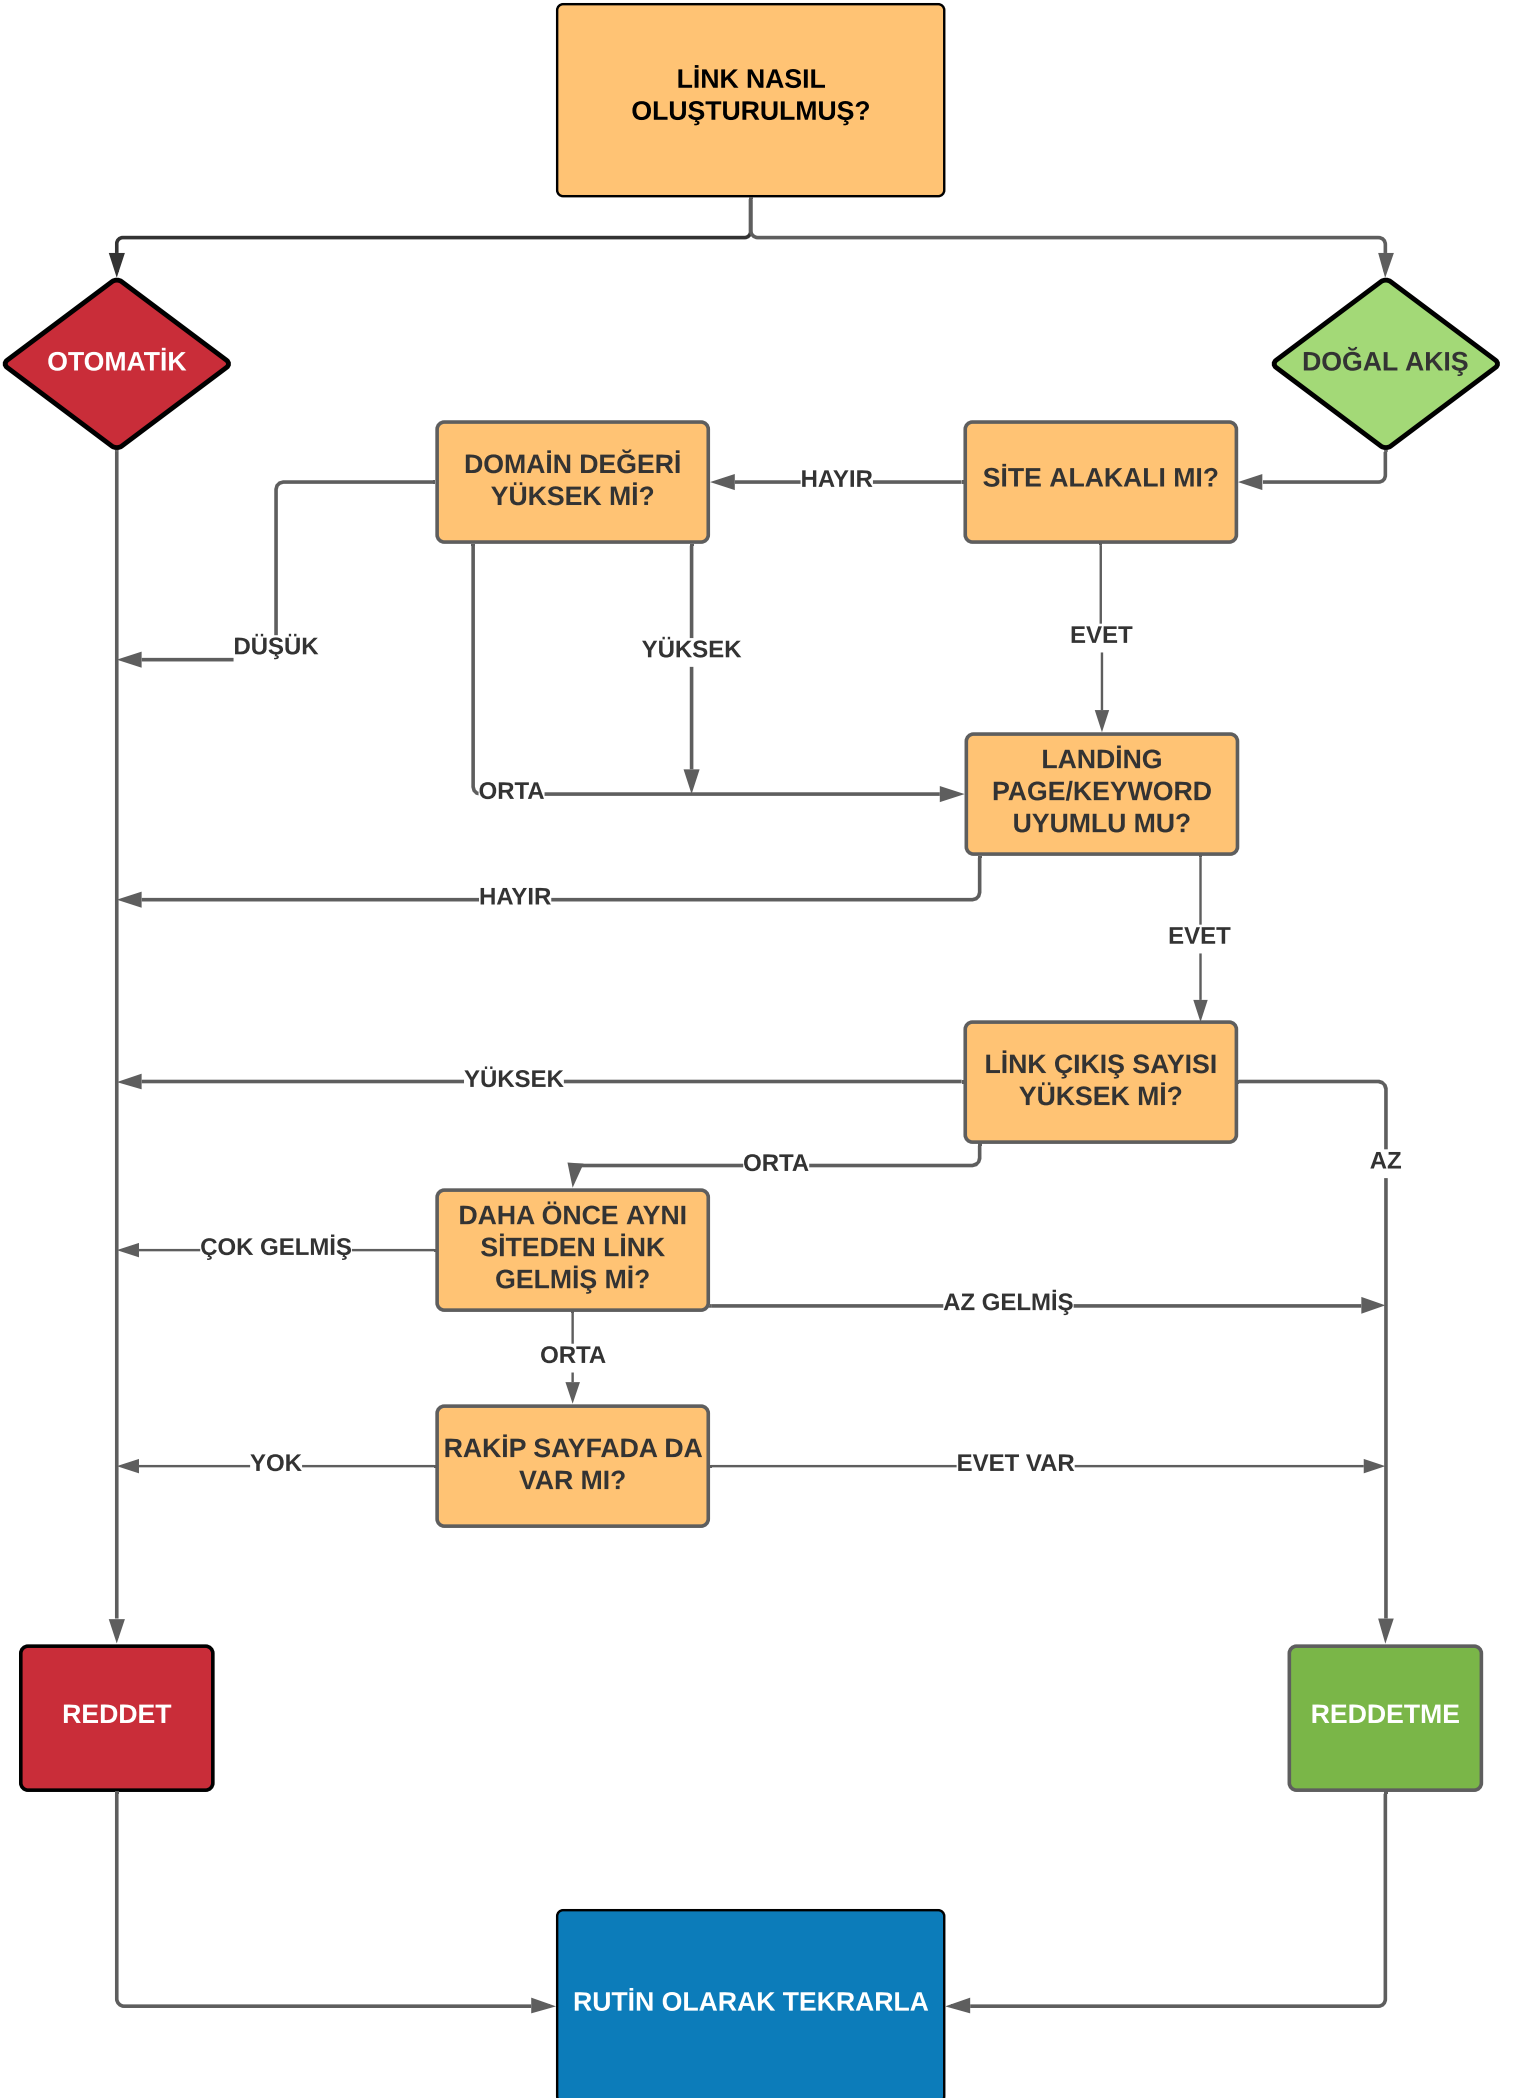 LİNK NASIL
OLUŞTURULMUŞ?
OTOMATİK
DOĞAL AKIŞ
DOMAİN DEĞERİ
YÜKSEK Mİ?
HAYIR
SİTE ALAKALI MI?
DÜŞÜK
YÜKSEK
EVET
ORTA
LANDİNG
PAGE/KEYWORD
UYUMLU MU?
HAYIR
EVET
YÜKSEK
LİNK ÇIKIŞ SAYISI
YÜKSEK Mİ?
ORTA
AZ
DAHA ÖNCE AYNI
SİTEDEN LİNK
GELMİŞ Mİ?
ÇOK GELMİŞ
AZ GELMİŞ
ORTA
RAKİP SAYFADA DA
VAR MI?
YOK
EVET VAR
REDDET
REDDETME
RUTİN OLARAK TEKRARLA